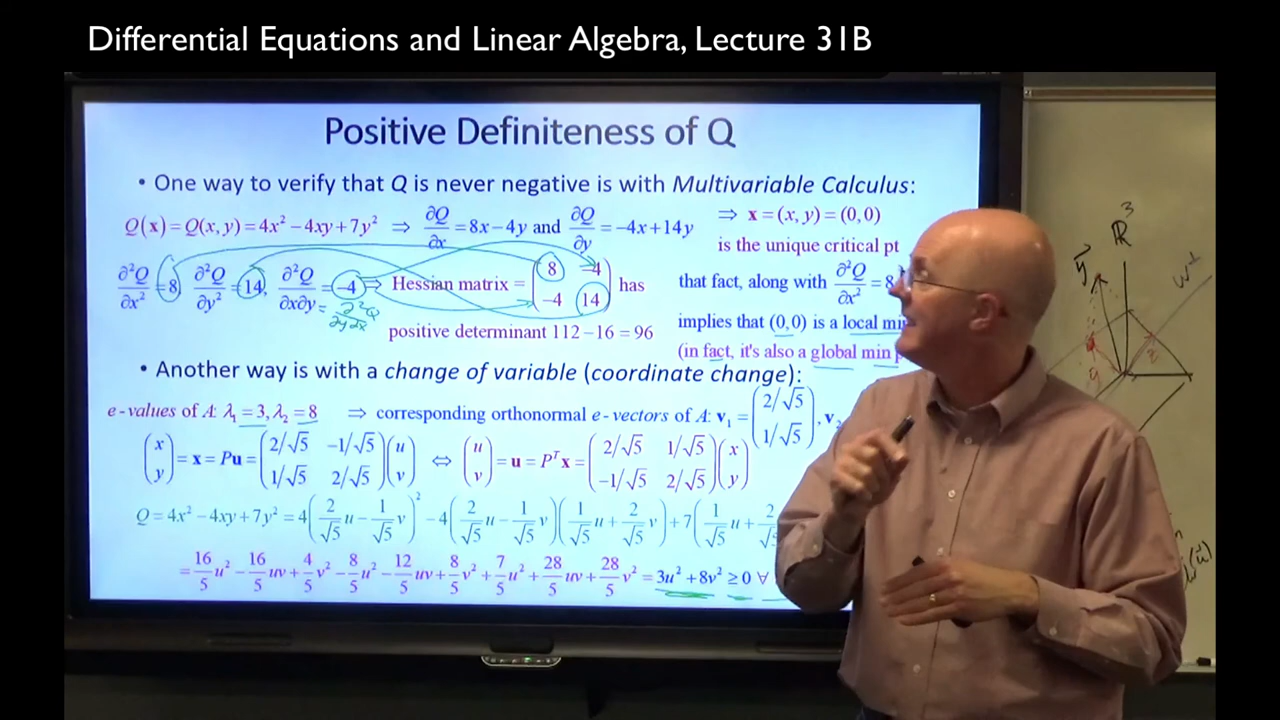 Differential Equations and Linear Algebra, Lecture 31B
Positive Definiteness of Q
• One way to verify that Q is never negative is with Multivariable Calculus:
Q(x) = Q(x, y) = 4x² − 4xy + 7y² ⇒ ∂Q/∂x = 8x − 4y and ∂Q/∂y = −4x + 14y
⇒ x = (x, y) = (0,0)
is the unique critical pt
∂²Q/∂x² = 8, ∂²Q/∂y² = 14, ∂²Q/∂x∂y = −4 ⇒ Hessian matrix = ( 8 −4 ; −4 14 ) has
= ∂²Q/∂y∂x
positive determinant 112 − 16 = 96
that fact, along with ∂²Q/∂x² = 8
implies that (0,0) is a local
(in fact, it's also a global min
• Another way is with a change of variable (coordinate change):
e-values of A: λ₁ = 3, λ₂ = 8 ⇒ corresponding orthonormal e-vectors of A: v₁ = ( 2/√5 ; 1/√5 ), v₂
( x ; y ) = x = Pu = ( 2/√5 −1/√5 ; 1/√5 2/√5 )( u ; v ) ⇔ ( u ; v ) = u = Pᵀx = ( 2/√5 1/√5 ; −1/√5 2/√5 )( x ; y )
Q = 4x² − 4xy + 7y² = 4( 2/√5 u − 1/√5 v )² − 4( 2/√5 u − 1/√5 v )( 1/√5 u + 2/√5 v ) + 7( 1/√5 u + 2/√5
= 16/5 u² − 16/5 uv + 4/5 v² − 8/5 u² − 12/5 uv + 8/5 v² + 7/5 u² + 28/5 uv + 28/5 v² = 3u² + 8v² ≥ 0 ∀
ℝ³
y⃗
W⊥